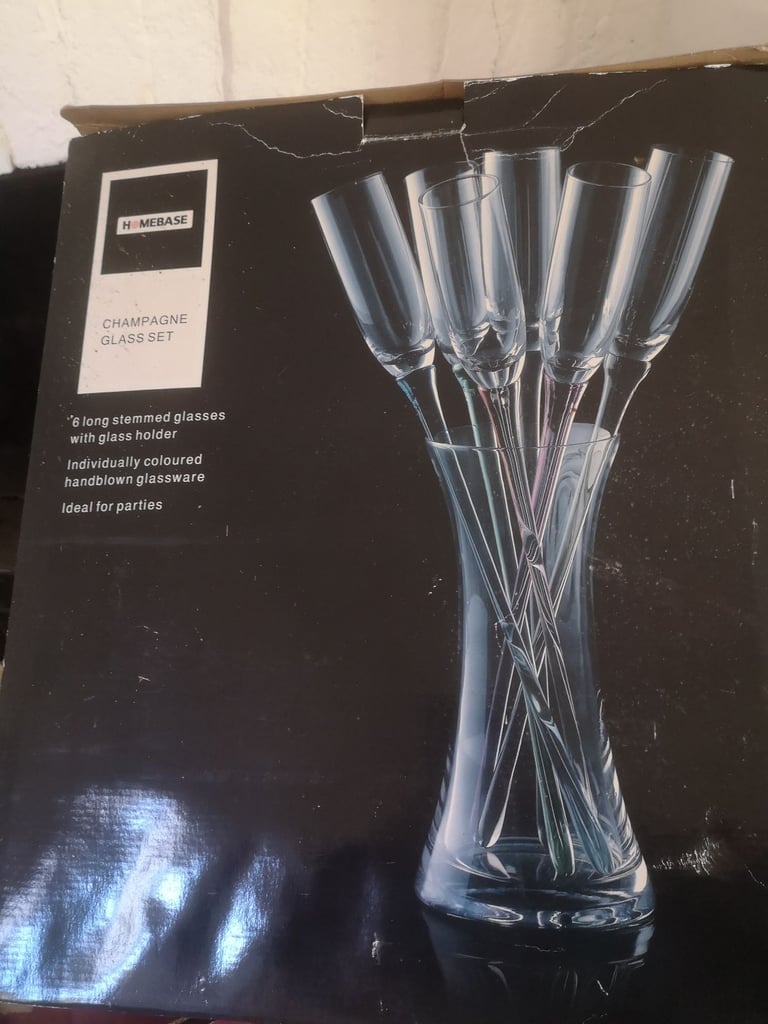 HOMEBASE
CHAMPAGNE
GLASS SET
6 long stemmed glasses
with glass holder
Individually coloured
handblown glassware
Ideal for parties